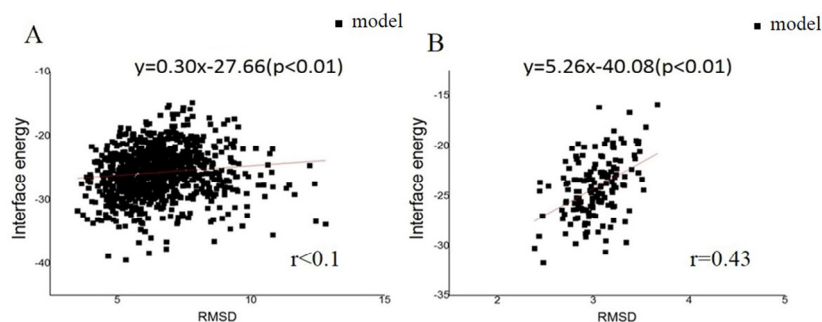 A
■ model
y=0.30x-27.66(p<0.01)
-10
-20
-30
-40
Interface energy
r<0.1
5
10
15
RMSD
B
■ model
y=5.26x-40.08(p<0.01)
-15
-20
-25
-30
-35
Interface energy
r=0.43
2
3
4
5
RMSD